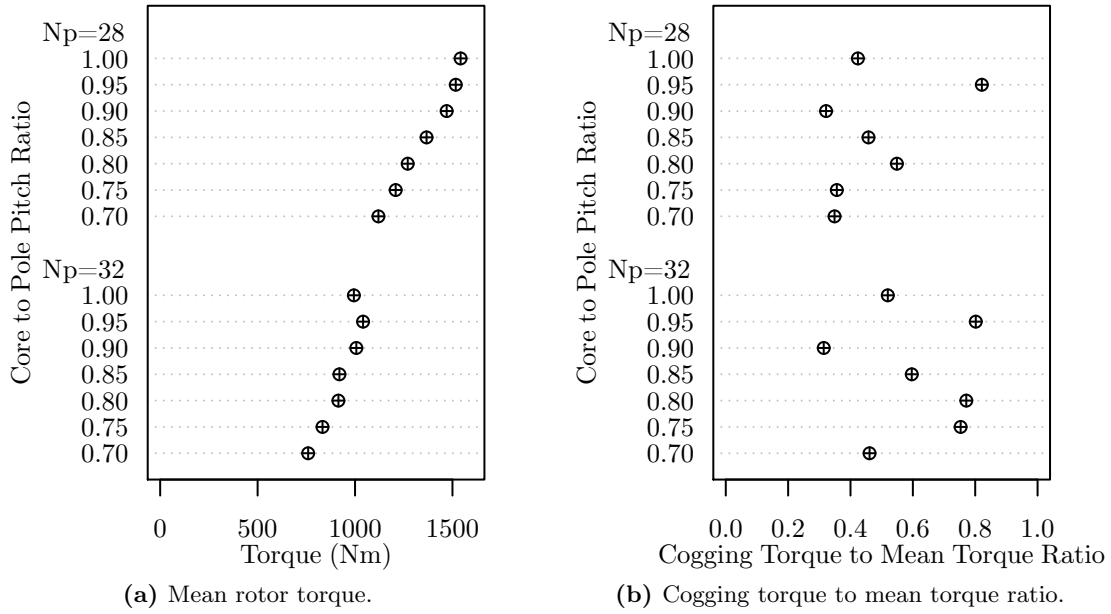 Core to Pole Pitch Ratio
Np=28
1.00
0.95
0.90
0.85
0.80
0.75
0.70
Np=32
1.00
0.95
0.90
0.85
0.80
0.75
0.70
0 500 1000 1500
Torque (Nm)
(a) Mean rotor torque.
Core to Pole Pitch Ratio
Np=28
1.00
0.95
0.90
0.85
0.80
0.75
0.70
Np=32
1.00
0.95
0.90
0.85
0.80
0.75
0.70
0.0 0.2 0.4 0.6 0.8 1.0
Cogging Torque to Mean Torque Ratio
(b) Cogging torque to mean torque ratio.